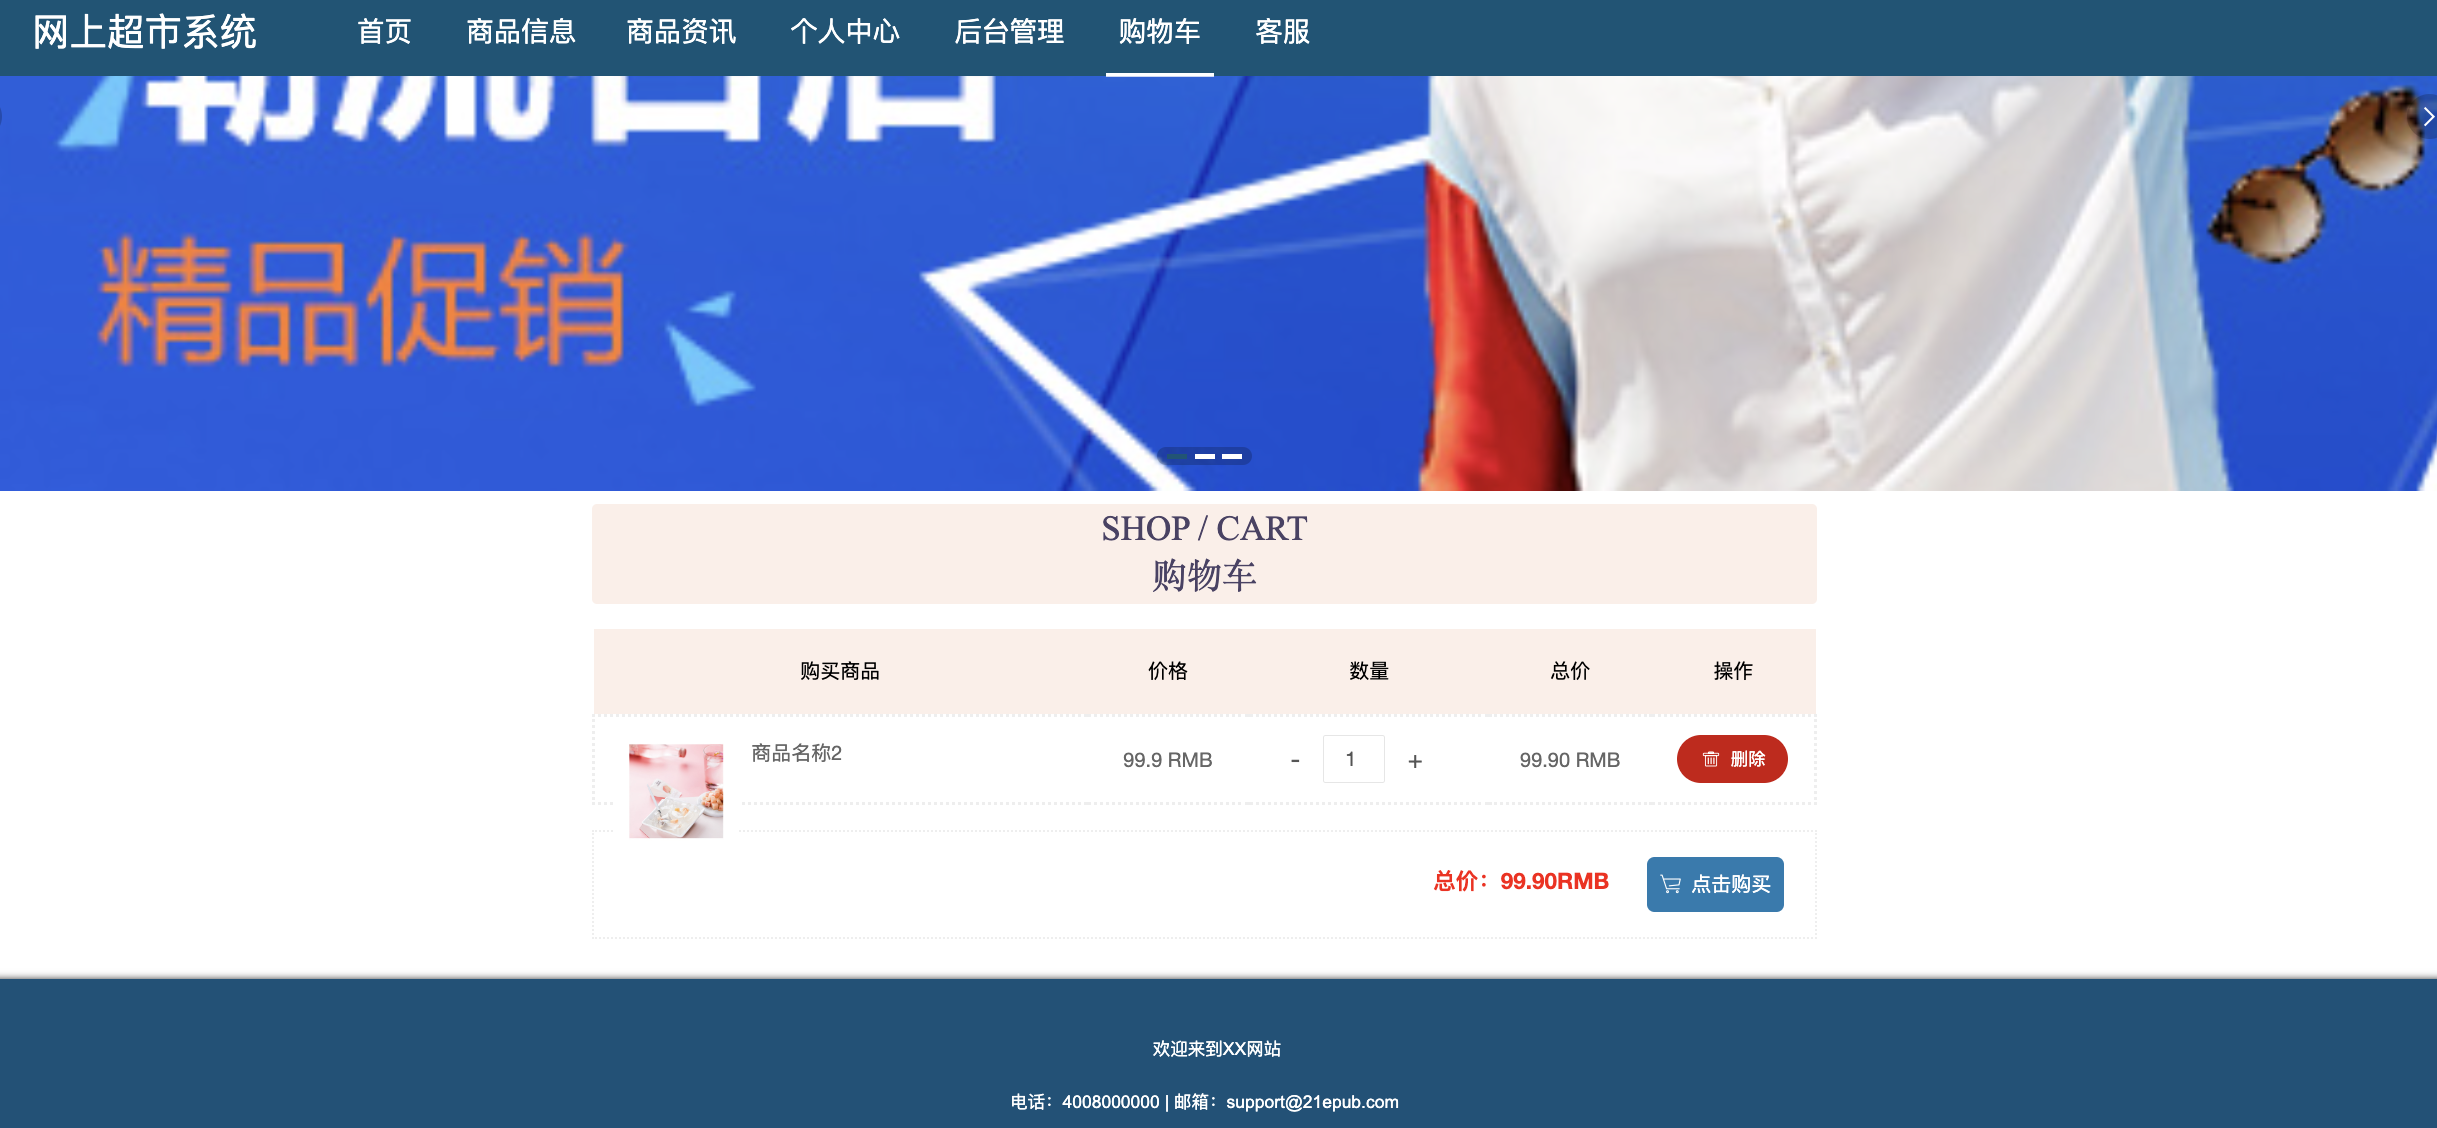 网上超市系统 首页 商品信息 商品资讯 个人中心 后台管理 购物车 客服
精品促销
SHOP / CART
购物车
购买商品 价格 数量 总价 操作
商品名称2 99.9 RMB - 1 + 99.90 RMB 删除
总价：99.90RMB 点击购买
欢迎来到XX网站
电话：4008000000 | 邮箱：support@21epub.com